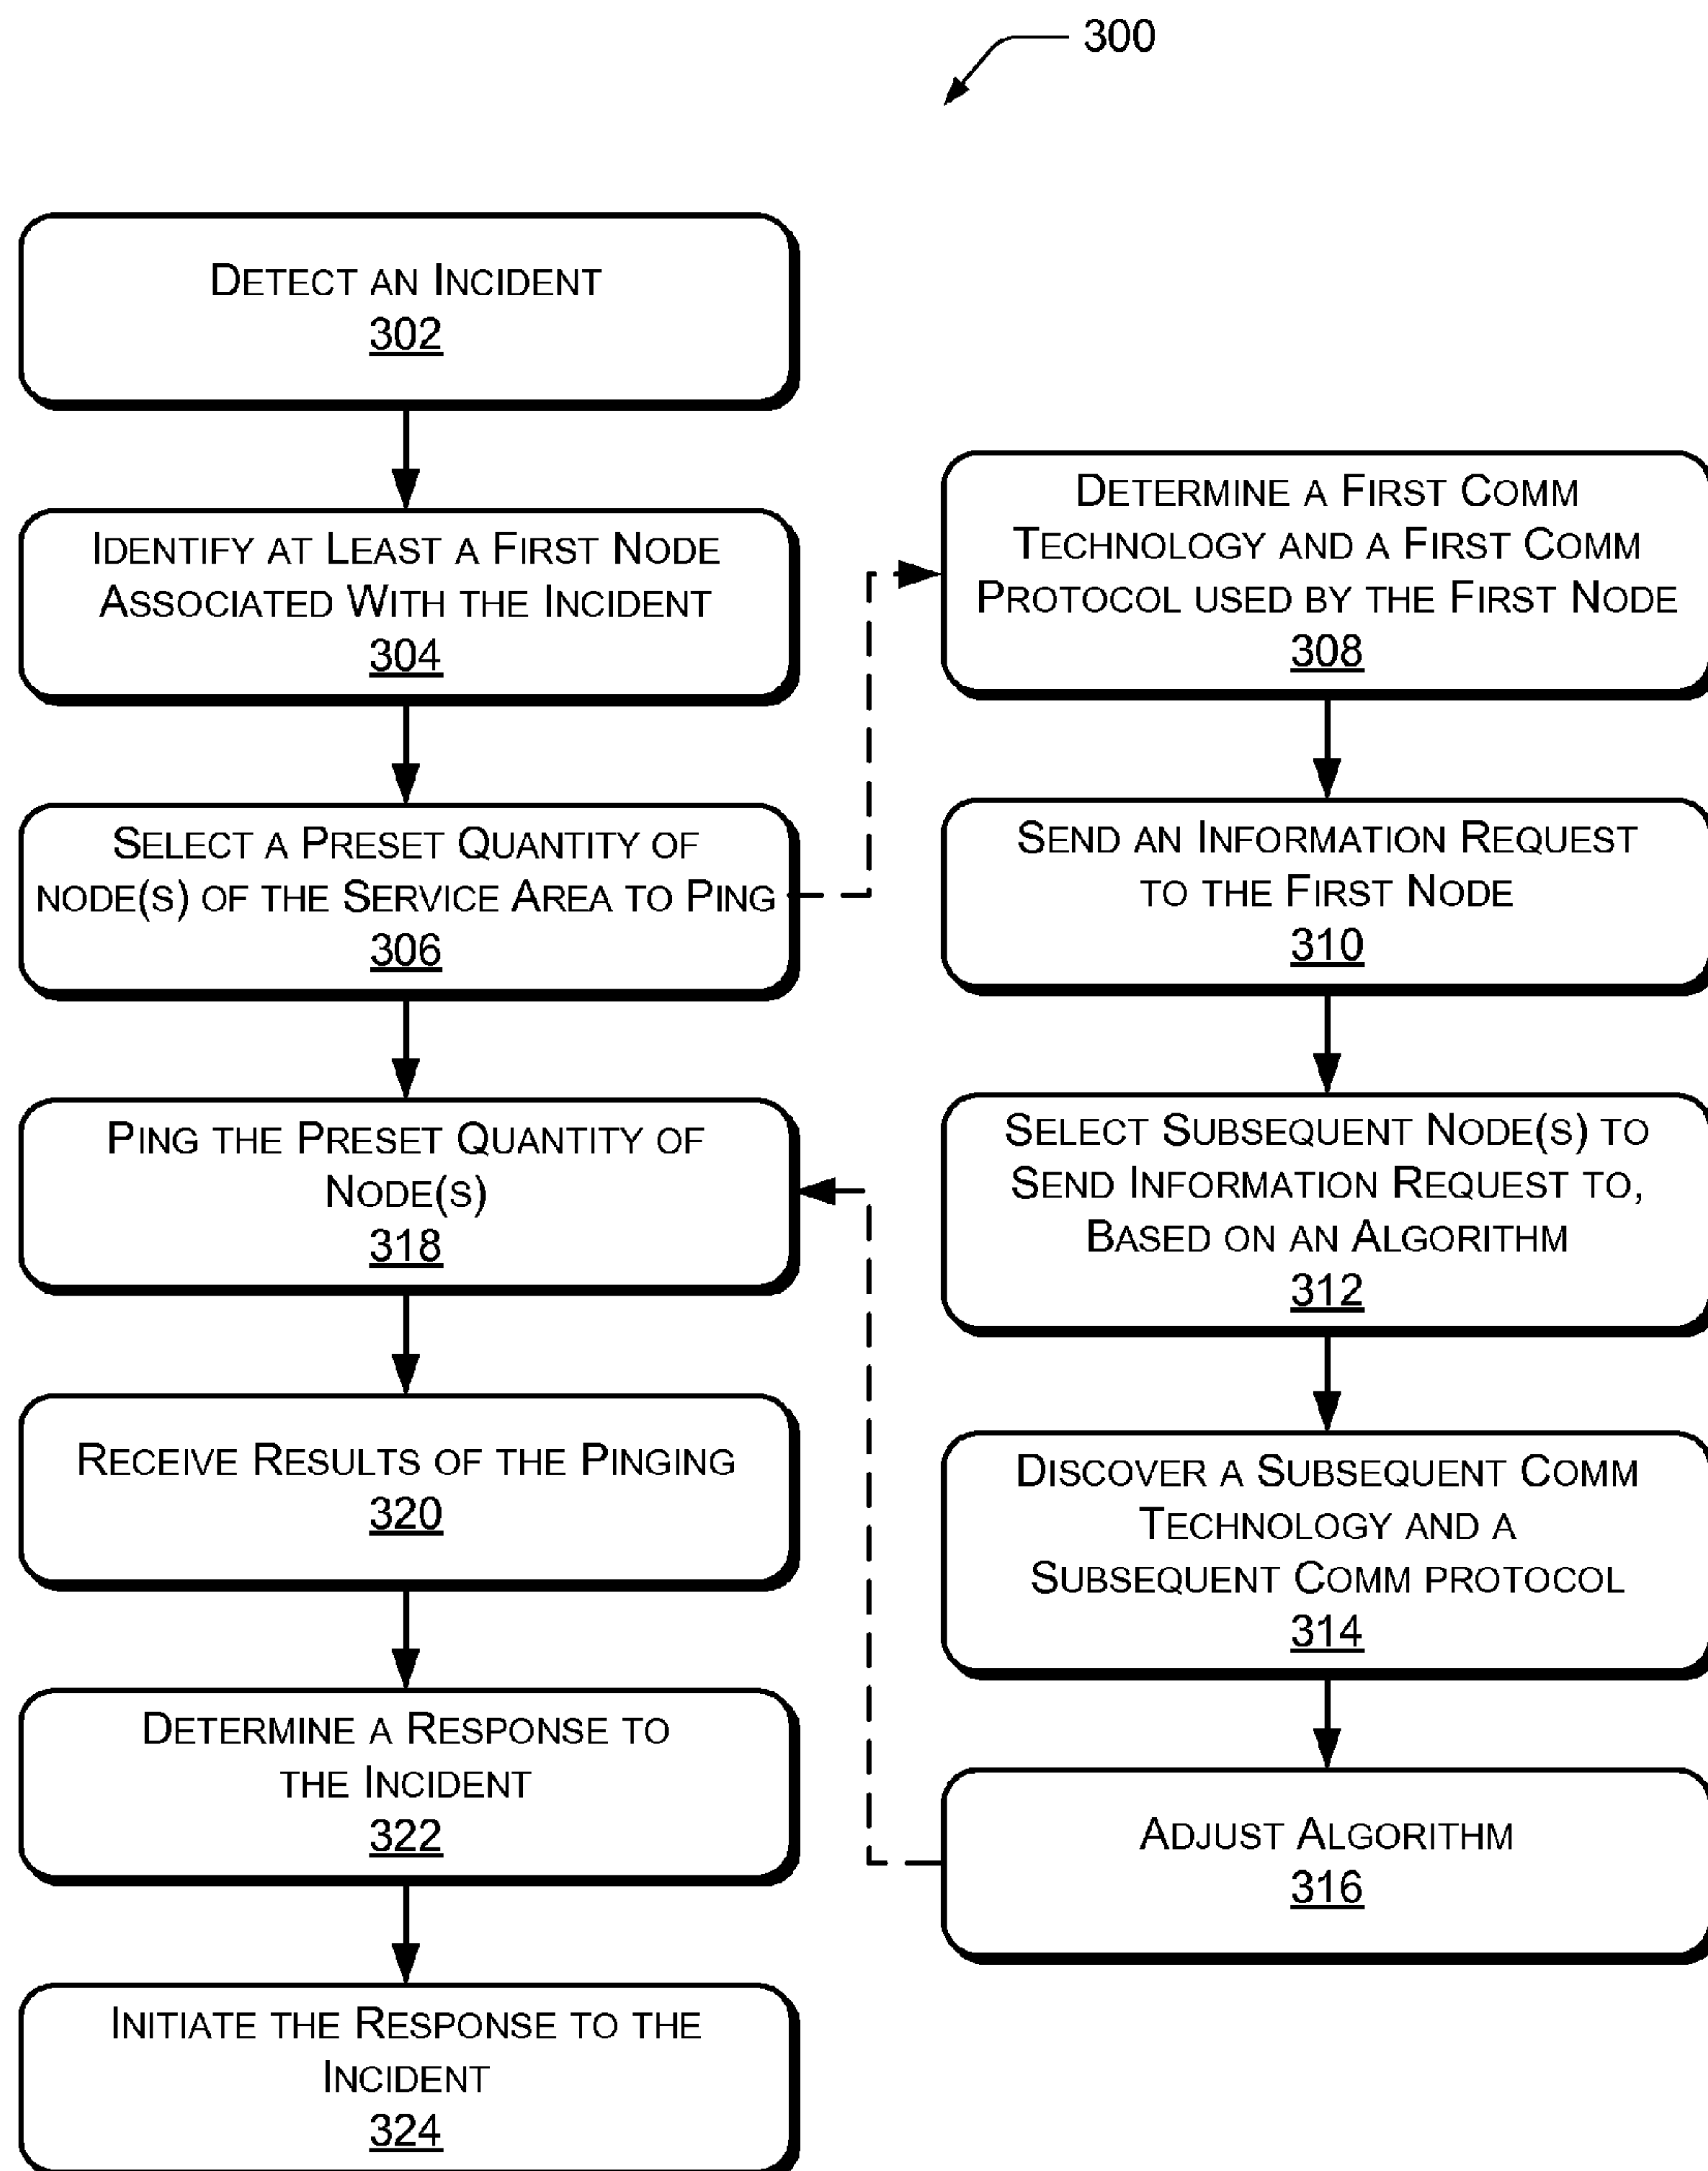 300
DETECT AN INCIDENT
302
IDENTIFY AT LEAST A FIRST NODE
ASSOCIATED WITH THE INCIDENT
304
SELECT A PRESET QUANTITY OF
NODE(S) OF THE SERVICE AREA TO PING
306
DETERMINE A FIRST COMM
TECHNOLOGY AND A FIRST COMM
PROTOCOL USED BY THE FIRST NODE
308
SEND AN INFORMATION REQUEST
TO THE FIRST NODE
310
SELECT SUBSEQUENT NODE(S) TO
SEND INFORMATION REQUEST TO,
BASED ON AN ALGORITHM
312
DISCOVER A SUBSEQUENT COMM
TECHNOLOGY AND A
SUBSEQUENT COMM PROTOCOL
314
ADJUST ALGORITHM
316
PING THE PRESET QUANTITY OF
NODE(S)
318
RECEIVE RESULTS OF THE PINGING
320
DETERMINE A RESPONSE TO
THE INCIDENT
322
INITIATE THE RESPONSE TO THE
INCIDENT
324